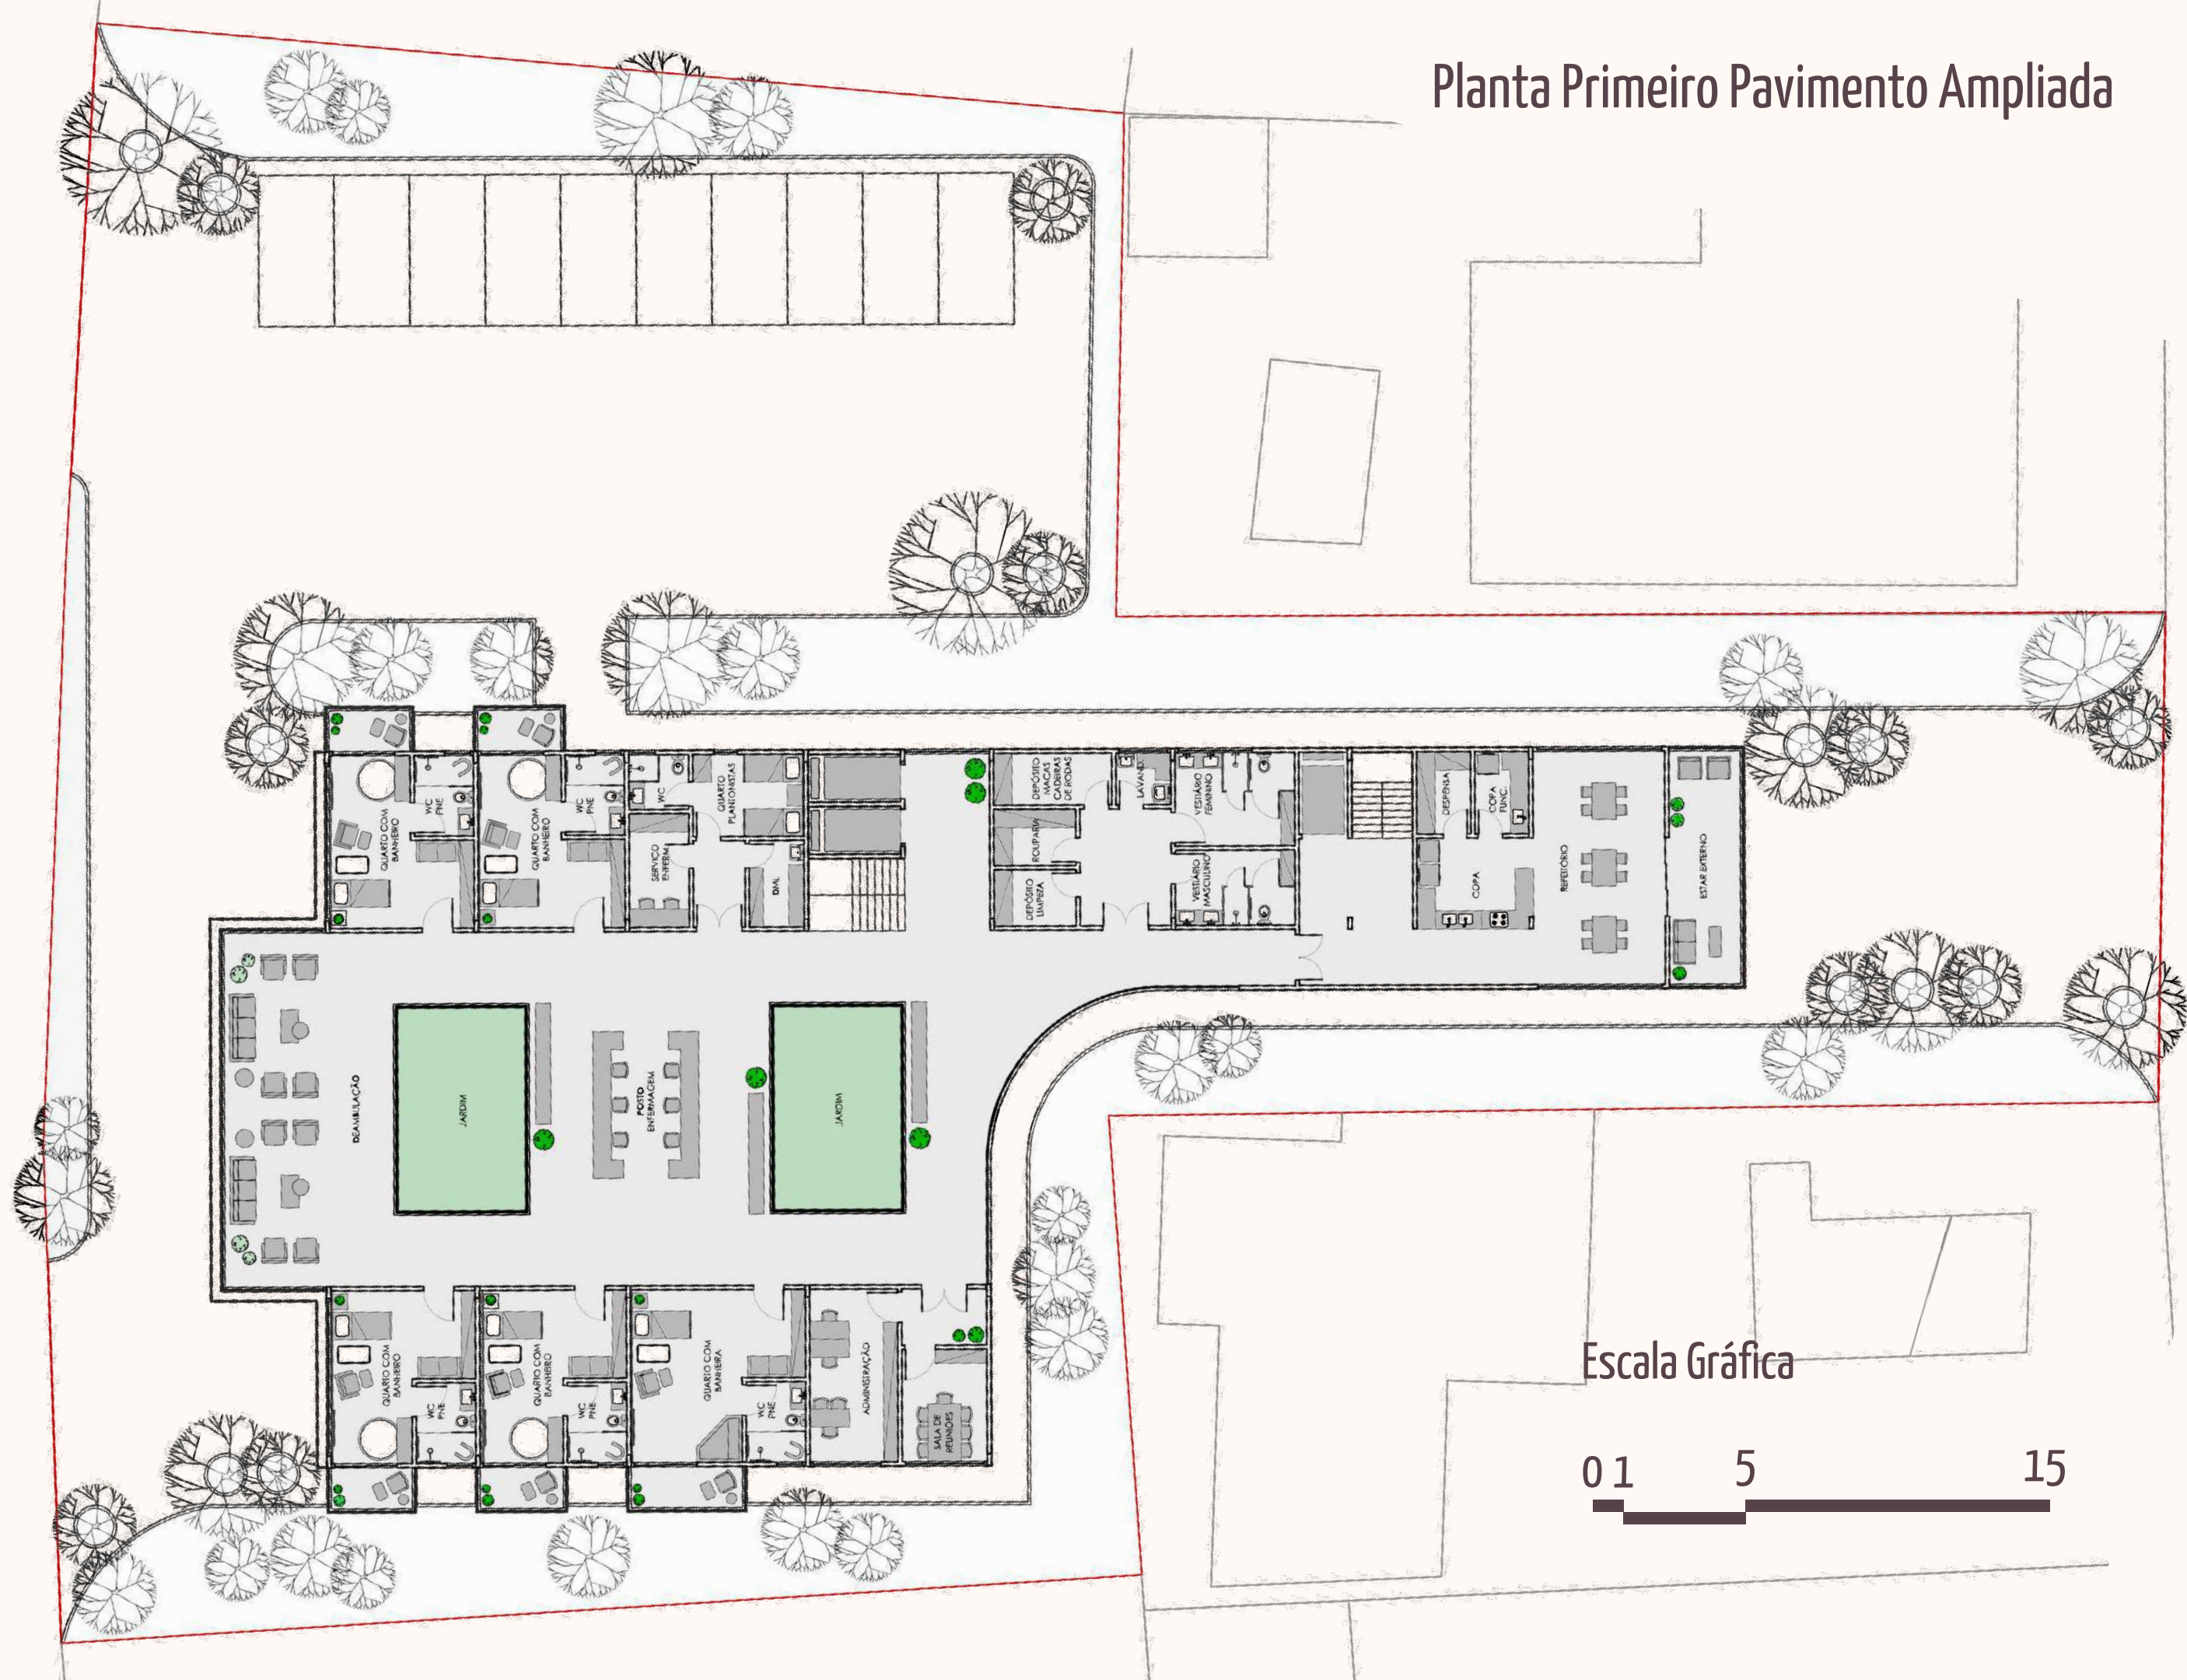 Planta Primeiro Pavimento Ampliada
QUARTO COM
BANHEIRO
WC
PNE
QUARTO COM
BANHEIRO
WC
PNE
WC
QUARTO
PLANTONISTAS
SERVIÇO
ENFERM.
DML
DEPÓSITO
MACAS
CADEIRAS
DE RODAS
ROUPARIA
DEPÓSITO
LIMPEZA
LAVAND.
VESTIÁRIO
FEMININO
VESTIÁRIO
MASCULINO
DESPENSA
COPA
FUNC.
COPA
REFEITÓRIO
ESTAR EXTERNO
DEAMBULAÇÃO
JARDIM
POSTO
ENFERMAGEM
JARDIM
QUARTO COM
BANHEIRO
WC
PNE
QUARTO COM
BANHEIRO
WC
PNE
QUARTO COM
BANHEIRA
WC
PNE
ADMINISTRAÇÃO
SALA DE
REUNIÕES
Escala Gráfica
0 1 5 15